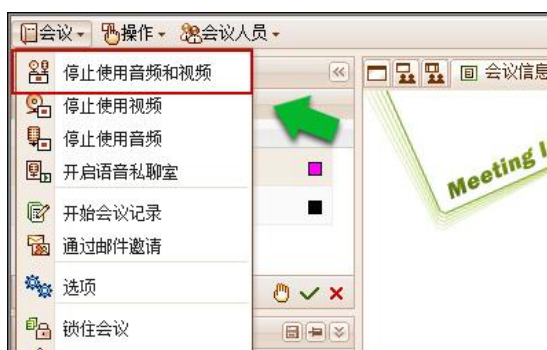 会议 操作 会议人员
停止使用音频和视频
会议信息
停止使用视频
停止使用音频
开启语音私聊室
Meeting I
开始会议记录
通过邮件邀请
选项
锁住会议